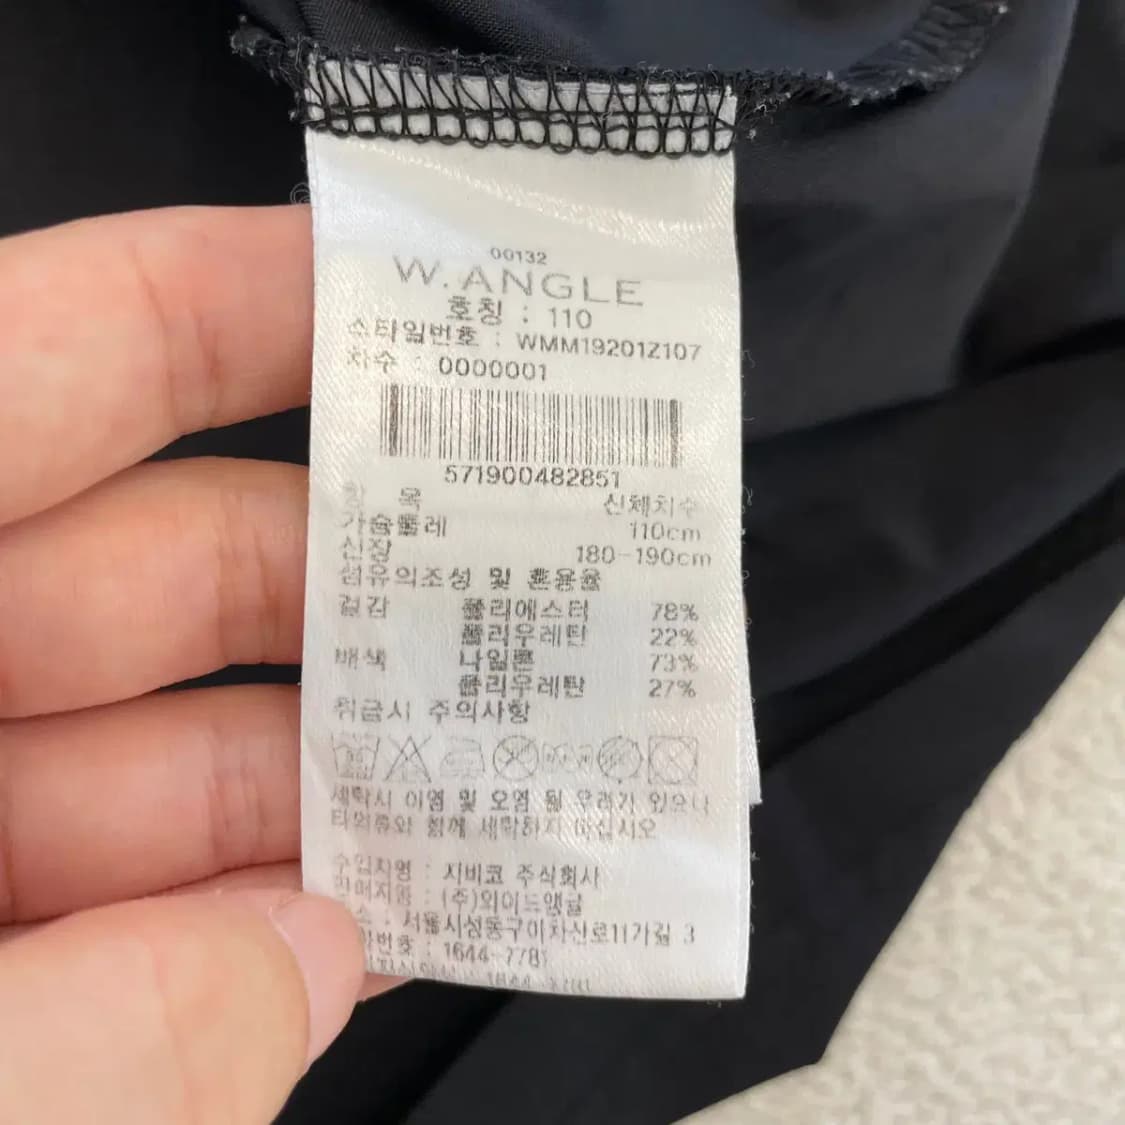 00132
W.ANGLE
호칭 : 110
스타일번호 : WMM19201Z107
차수 : 0000001
571900482851
항 목 신체치수
가슴둘레 110cm
신장 180-190cm
섬유의조성 및 혼용율
겉감 폴리에스터 78%
폴리우레탄 22%
배색 나일론 73%
폴리우레탄 27%
취급시 주의사항
세탁시 이염 및 오염 될 우려가 있으니
타의류와 함께 세탁하지 마십시오
수입자명 : 지비코 주식회사
판매자명 : (주)와이드앵글
: 서울시성동구아차산로11가길 3
번호 : 1644-7781
1644-7781